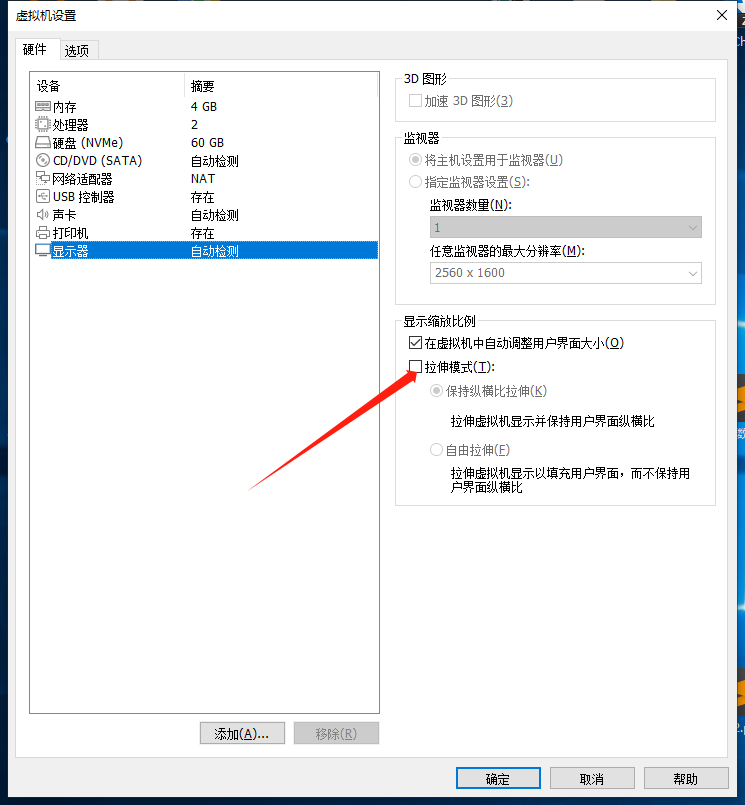 虚拟机设置
硬件 选项
设备 摘要
内存 4 GB
处理器 2
硬盘 (NVMe) 60 GB
CD/DVD (SATA) 自动检测
网络适配器 NAT
USB 控制器 存在
声卡 自动检测
打印机 存在
显示器 自动检测
添加(A)...
移除(R)
3D 图形
加速 3D 图形(3)
监视器
将主机设置用于监视器(U)
指定监视器设置(S):
监视器数量(N):
1
任意监视器的最大分辨率(M):
2560 x 1600
显示缩放比例
在虚拟机中自动调整用户界面大小(O)
拉伸模式(T):
保持纵横比拉伸(K)
拉伸虚拟机显示并保持用户界面纵横比
自由拉伸(F)
拉伸虚拟机显示以填充用户界面，而不保持用
户界面纵横比
确定
取消
帮助